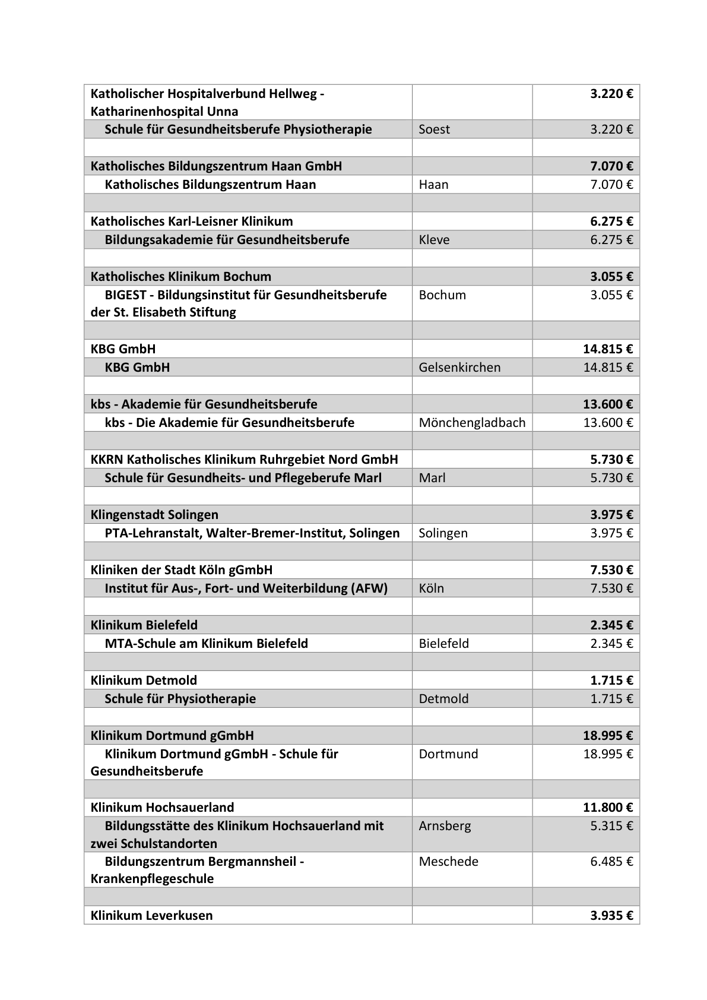 Katholischer Hospitalverbund Hellweg - 3.220 €
Katharinenhospital Unna
Schule für Gesundheitsberufe Physiotherapie Soest 3.220 €
Katholisches Bildungszentrum Haan GmbH 7.070 €
Katholisches Bildungszentrum Haan Haan 7.070 €
Katholisches Karl-Leisner Klinikum 6.275 €
Bildungsakademie für Gesundheitsberufe Kleve 6.275 €
Katholisches Klinikum Bochum 3.055 €
BIGEST - Bildungsinstitut für Gesundheitsberufe Bochum 3.055 €
der St. Elisabeth Stiftung
KBG GmbH 14.815 €
KBG GmbH Gelsenkirchen 14.815 €
kbs - Akademie für Gesundheitsberufe 13.600 €
kbs - Die Akademie für Gesundheitsberufe Mönchengladbach 13.600 €
KKRN Katholisches Klinikum Ruhrgebiet Nord GmbH 5.730 €
Schule für Gesundheits- und Pflegeberufe Marl Marl 5.730 €
Klingenstadt Solingen 3.975 €
PTA-Lehranstalt, Walter-Bremer-Institut, Solingen Solingen 3.975 €
Kliniken der Stadt Köln gGmbH 7.530 €
Institut für Aus-, Fort- und Weiterbildung (AFW) Köln 7.530 €
Klinikum Bielefeld 2.345 €
MTA-Schule am Klinikum Bielefeld Bielefeld 2.345 €
Klinikum Detmold 1.715 €
Schule für Physiotherapie Detmold 1.715 €
Klinikum Dortmund gGmbH 18.995 €
Klinikum Dortmund gGmbH - Schule für Dortmund 18.995 €
Gesundheitsberufe
Klinikum Hochsauerland 11.800 €
Bildungsstätte des Klinikum Hochsauerland mit Arnsberg 5.315 €
zwei Schulstandorten
Bildungszentrum Bergmannsheil - Meschede 6.485 €
Krankenpflegeschule
Klinikum Leverkusen 3.935 €